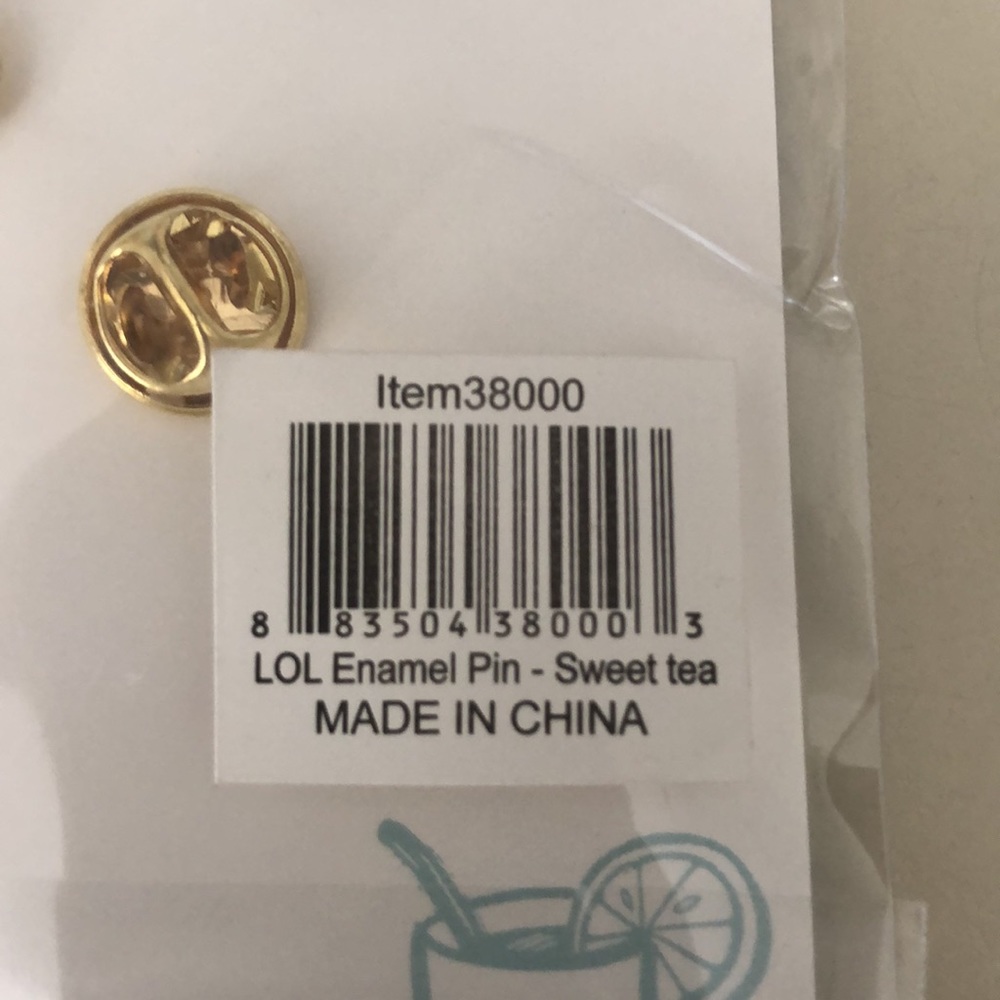 Item38000
8 83504 38000 3
LOL Enamel Pin - Sweet tea
MADE IN CHINA